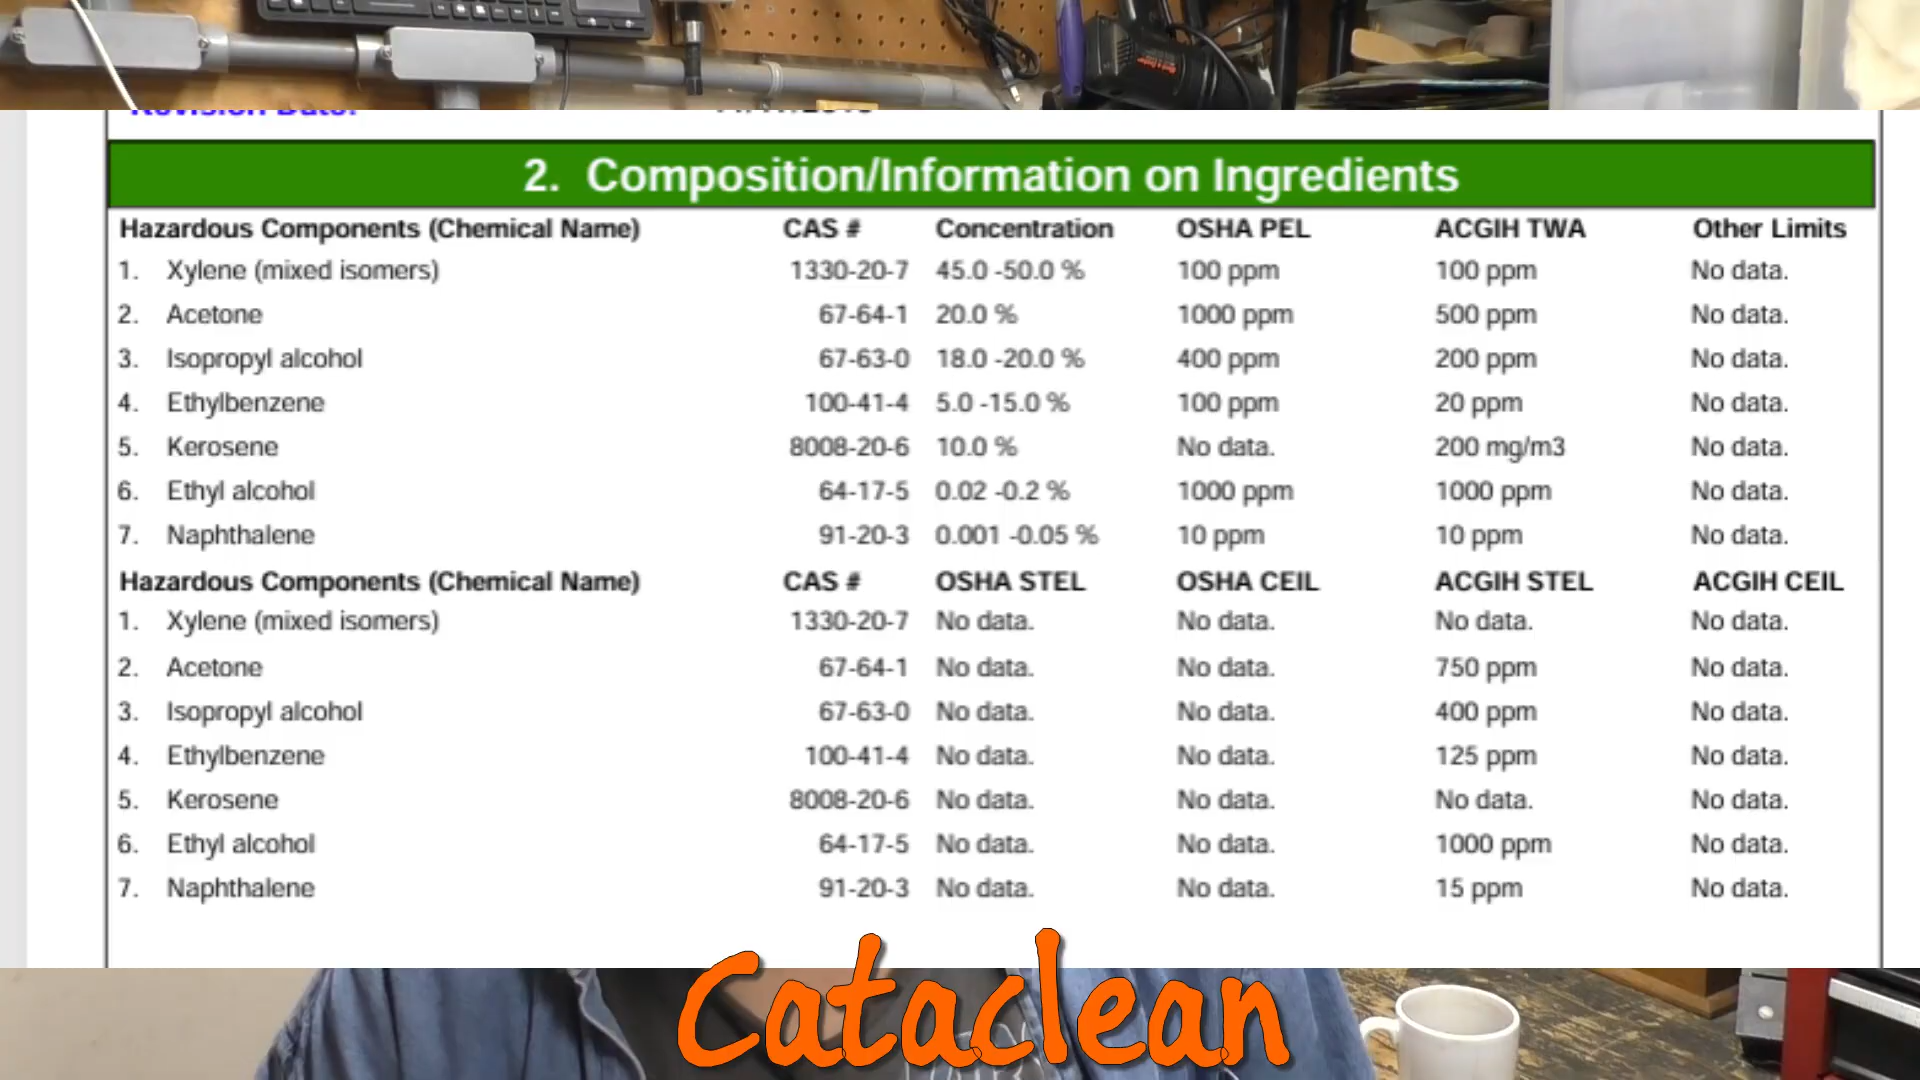 Revision Date:
2. Composition/Information on Ingredients
Hazardous Components (Chemical Name) CAS # Concentration OSHA PEL ACGIH TWA Other Limits
1. Xylene (mixed isomers) 1330-20-7 45.0 -50.0 % 100 ppm 100 ppm No data.
2. Acetone 67-64-1 20.0 % 1000 ppm 500 ppm No data.
3. Isopropyl alcohol 67-63-0 18.0 -20.0 % 400 ppm 200 ppm No data.
4. Ethylbenzene 100-41-4 5.0 -15.0 % 100 ppm 20 ppm No data.
5. Kerosene 8008-20-6 10.0 % No data. 200 mg/m3 No data.
6. Ethyl alcohol 64-17-5 0.02 -0.2 % 1000 ppm 1000 ppm No data.
7. Naphthalene 91-20-3 0.001 -0.05 % 10 ppm 10 ppm No data.
Hazardous Components (Chemical Name) CAS # OSHA STEL OSHA CEIL ACGIH STEL ACGIH CEIL
1. Xylene (mixed isomers) 1330-20-7 No data. No data. No data. No data.
2. Acetone 67-64-1 No data. No data. 750 ppm No data.
3. Isopropyl alcohol 67-63-0 No data. No data. 400 ppm No data.
4. Ethylbenzene 100-41-4 No data. No data. 125 ppm No data.
5. Kerosene 8008-20-6 No data. No data. No data. No data.
6. Ethyl alcohol 64-17-5 No data. No data. 1000 ppm No data.
7. Naphthalene 91-20-3 No data. No data. 15 ppm No data.
Cataclean